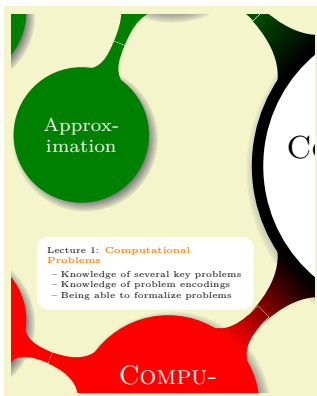 Approx-
imation
Co
Lecture 1: Computational
Problems
– Knowledge of several key problems
– Knowledge of problem encodings
– Being able to formalize problems
COMPU-